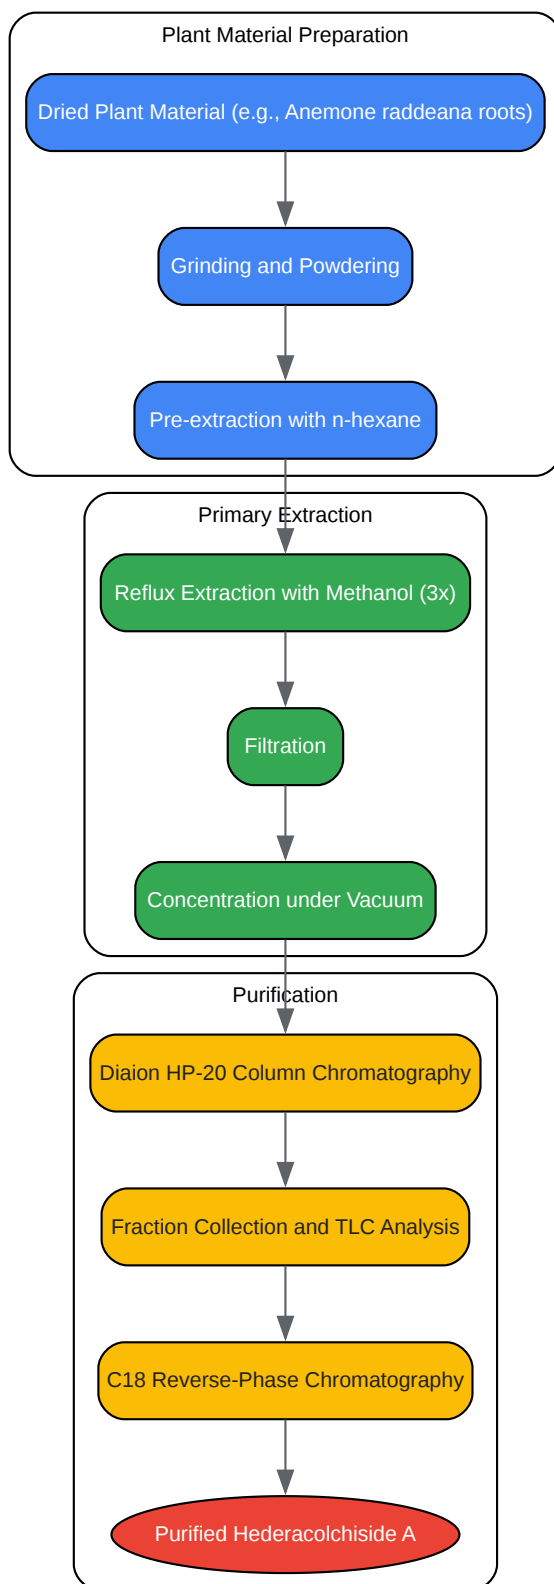 Plant Material Preparation
Dried Plant Material (e.g., Anemone raddeana roots)
Grinding and Powdering
Pre-extraction with n-hexane
Primary Extraction
Reflux Extraction with Methanol (3x)
Filtration
Concentration under Vacuum
Purification
Diaion HP-20 Column Chromatography
Fraction Collection and TLC Analysis
C18 Reverse-Phase Chromatography
Purified Hederacolchiside A